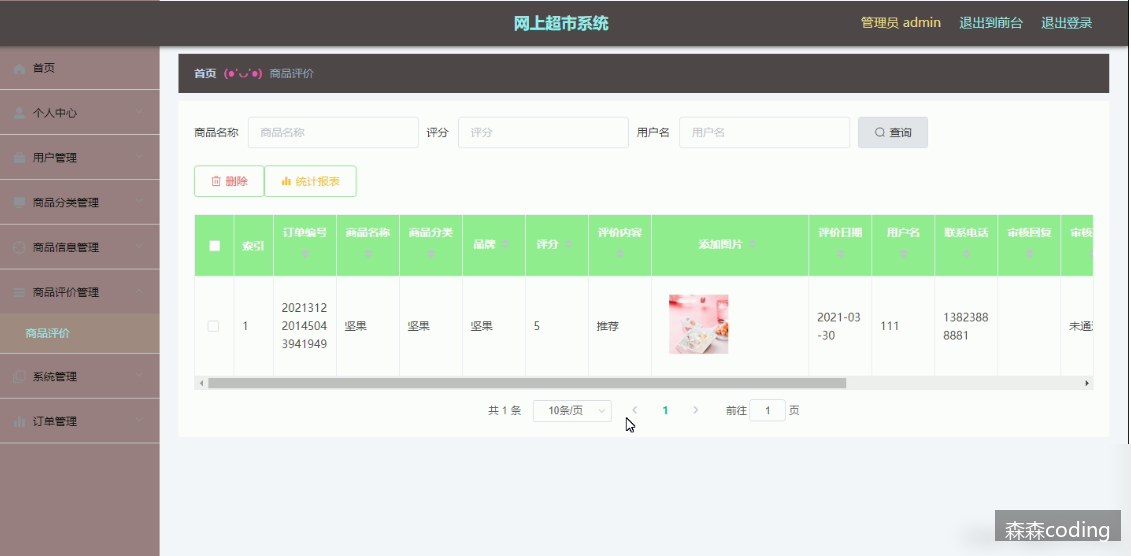 网上超市系统
管理员 admin
退出到前台
退出登录
首页
个人中心
用户管理
商品分类管理
商品信息管理
商品评价管理
商品评价
系统管理
订单管理
首页 (●'◡'●) 商品评价
商品名称 商品名称 评分 评分 用户名 用户名 查询
删除 统计报表
索引 订单编号 商品名称 商品分类 品牌 评分 评价内容 添加图片 评价日期 用户名 联系电话 审核回复 审核
1 202131220145043941949 坚果 坚果 坚果 5 推荐 2021-03-30 111 13823888881 未通
共 1 条 10条/页 1 前往 1 页
森森coding